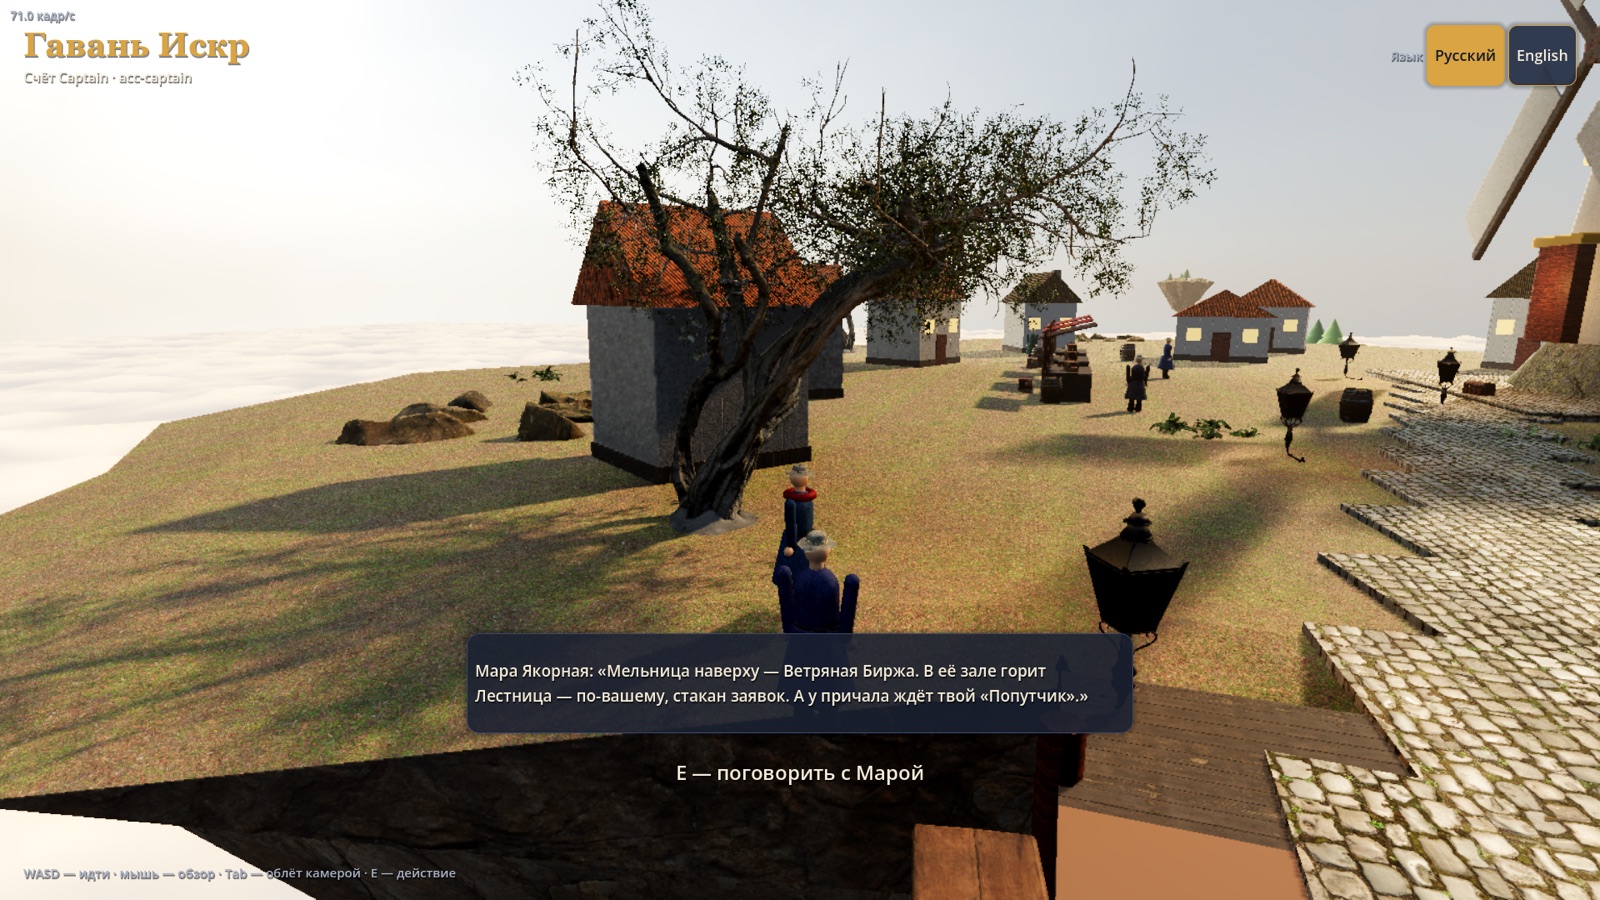 71.0 кадр/с
Гавань Искр
Счёт Captain · acc-captain
Язык
Русский
English
Мара Якорная: «Мельница наверху — Ветряная Биржа. В её зале горит
Лестница — по-вашему, стакан заявок. А у причала ждёт твой «Попутчик».»
E — поговорить с Марой
WASD — идти · мышь — обзор · Tab — облёт камерой · E — действие